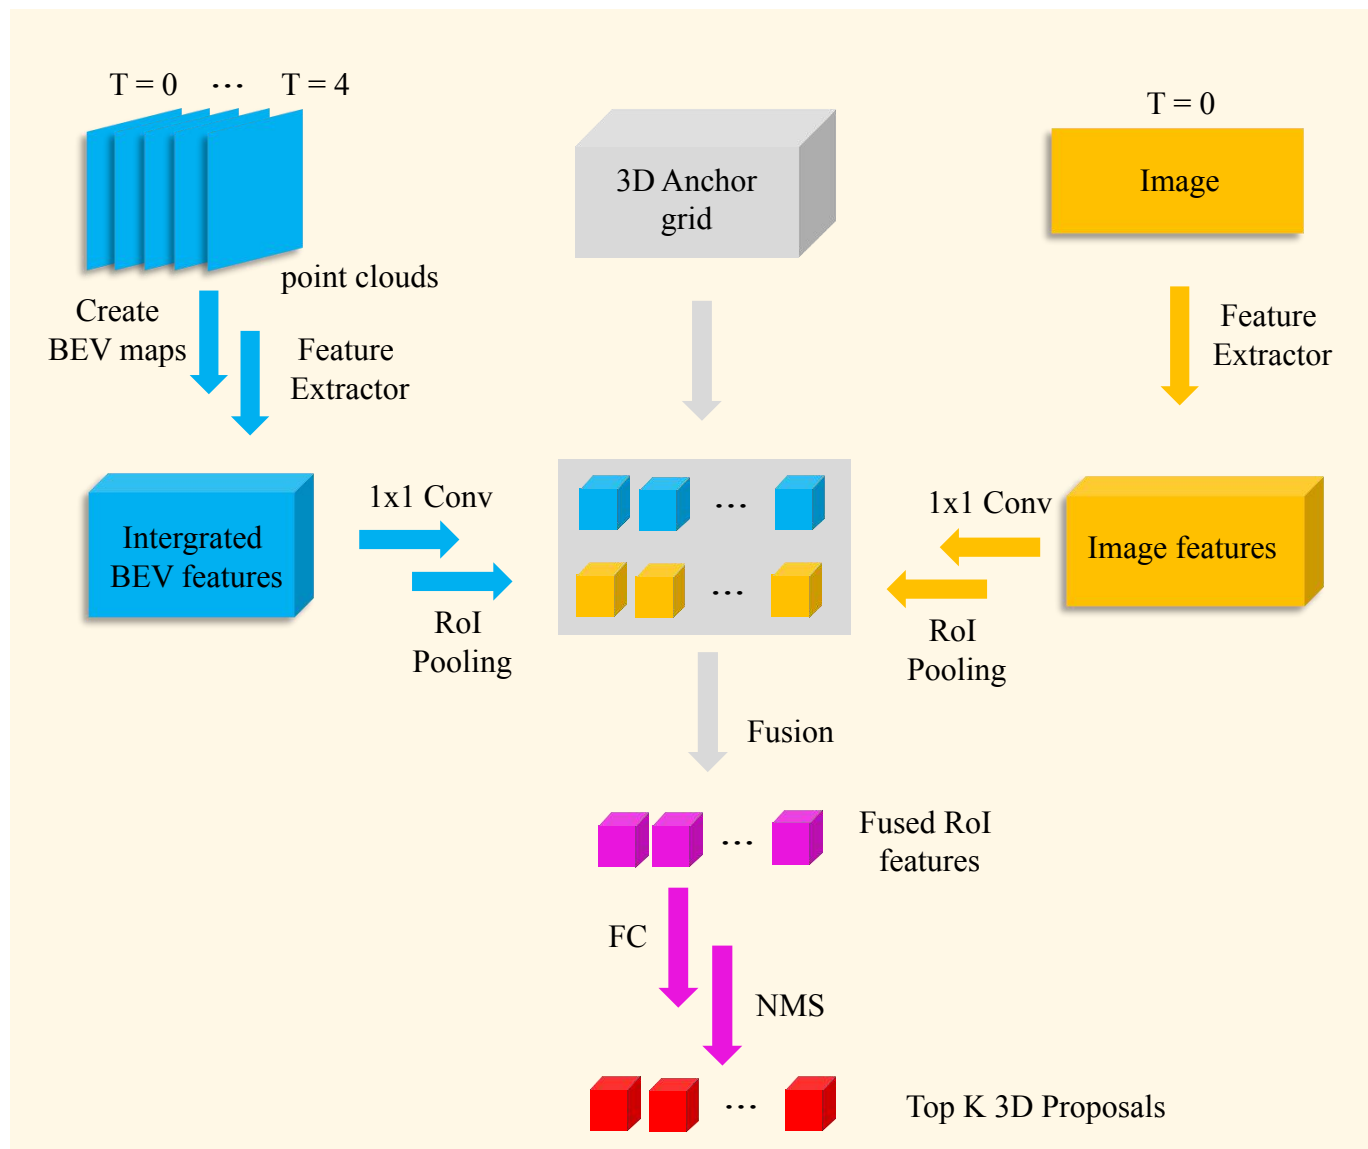 T = 0 ... T = 4
point clouds
Create
BEV maps
Feature
Extractor
3D Anchor
grid
T = 0
Image
Feature
Extractor
Intergrated
BEV features
1x1 Conv
RoI
Pooling
...
...
1x1 Conv
RoI
Pooling
Image features
Fusion
...
Fused RoI
features
FC
NMS
...
Top K 3D Proposals